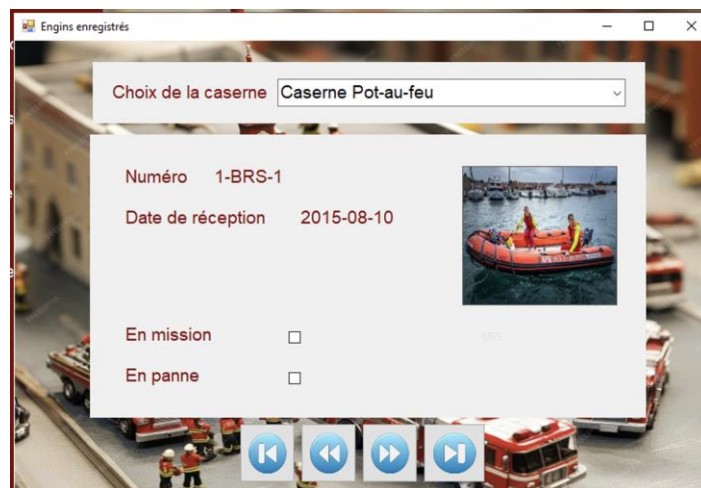 Engins enregistrés
Choix de la caserne Caserne Pot-au-feu
Numéro 1-BRS-1
Date de réception 2015-08-10
En mission
BRS
En panne